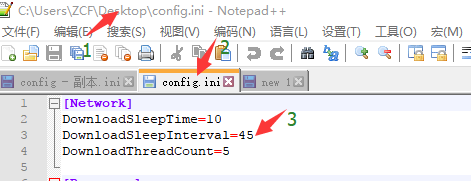 C:\Users\ZCF\Desktop\config.ini - Notepad++
文件(F) 编辑(E) 搜索(S) 视图(V) 编码(N) 语言(L) 设置(T) 工具(O) 宏(M)
1
2
config - 副本.ini config.ini new 1
3
1 [Network]
2 DownloadSleepTime=10
3 DownloadSleepInterval=45
4 DownloadThreadCount=5
5